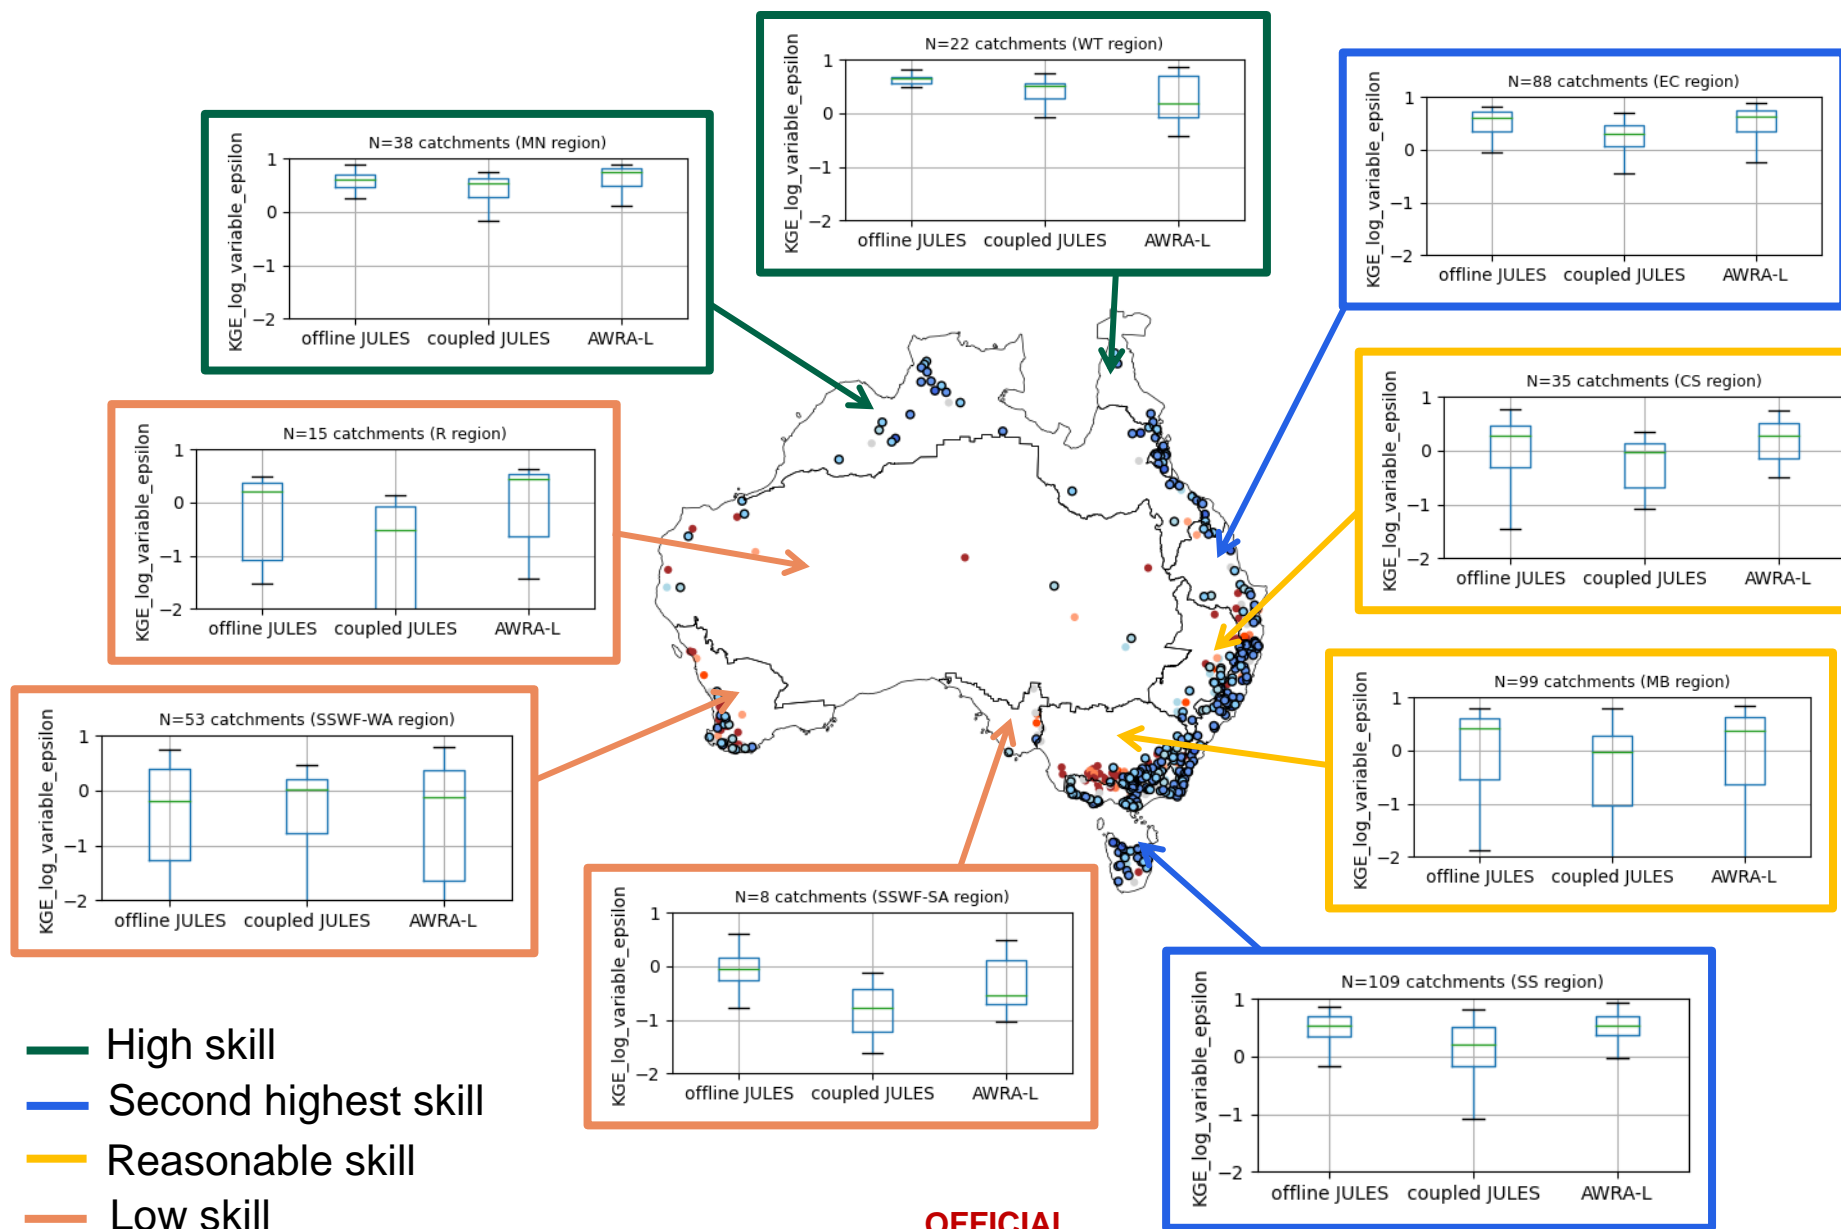 N=22 catchments (WT region)
KGE_log_variable_epsilon
1
0
−1
−2
offline JULES coupled JULES AWRA-L
N=88 catchments (EC region)
KGE_log_variable_epsilon
1
0
−1
−2
offline JULES coupled JULES AWRA-L
N=38 catchments (MN region)
KGE_log_variable_epsilon
1
0
−1
−2
offline JULES coupled JULES AWRA-L
N=35 catchments (CS region)
KGE_log_variable_epsilon
1
0
−1
−2
offline JULES coupled JULES AWRA-L
N=15 catchments (R region)
KGE_log_variable_epsilon
1
0
−1
−2
offline JULES coupled JULES AWRA-L
N=99 catchments (MB region)
KGE_log_variable_epsilon
1
0
−1
−2
offline JULES coupled JULES AWRA-L
N=53 catchments (SSWF-WA region)
KGE_log_variable_epsilon
1
0
−1
−2
offline JULES coupled JULES AWRA-L
N=8 catchments (SSWF-SA region)
KGE_log_variable_epsilon
1
0
−1
−2
offline JULES coupled JULES AWRA-L
N=109 catchments (SS region)
KGE_log_variable_epsilon
1
0
−1
−2
offline JULES coupled JULES AWRA-L
High skill
Second highest skill
Reasonable skill
Low skill
OFFICIAL